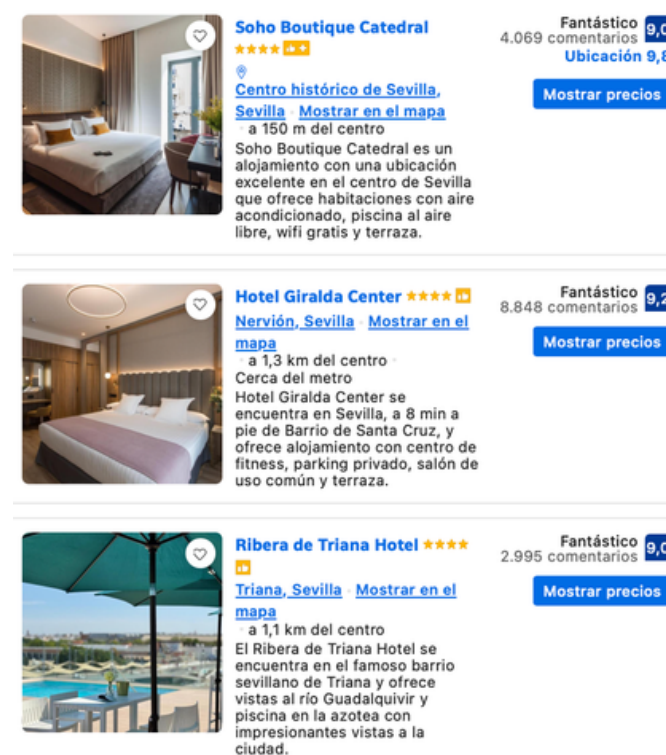 Soho Boutique Catedral
Centro histórico de Sevilla,
Sevilla · Mostrar en el mapa
· a 150 m del centro
Soho Boutique Catedral es un
alojamiento con una ubicación
excelente en el centro de Sevilla
que ofrece habitaciones con aire
acondicionado, piscina al aire
libre, wifi gratis y terraza.
Fantástico 9,0
4.069 comentarios
Ubicación 9,8
Mostrar precios
Hotel Giralda Center
Nervión, Sevilla · Mostrar en el
mapa
· a 1,3 km del centro ·
Cerca del metro
Hotel Giralda Center se
encuentra en Sevilla, a 8 min a
pie de Barrio de Santa Cruz, y
ofrece alojamiento con centro de
fitness, parking privado, salón de
uso común y terraza.
Fantástico 9,2
8.848 comentarios
Mostrar precios
Ribera de Triana Hotel
Triana, Sevilla · Mostrar en el
mapa
· a 1,1 km del centro
El Ribera de Triana Hotel se
encuentra en el famoso barrio
sevillano de Triana y ofrece
vistas al río Guadalquivir y
piscina en la azotea con
impresionantes vistas a la
ciudad.
Fantástico 9,0
2.995 comentarios
Mostrar precios